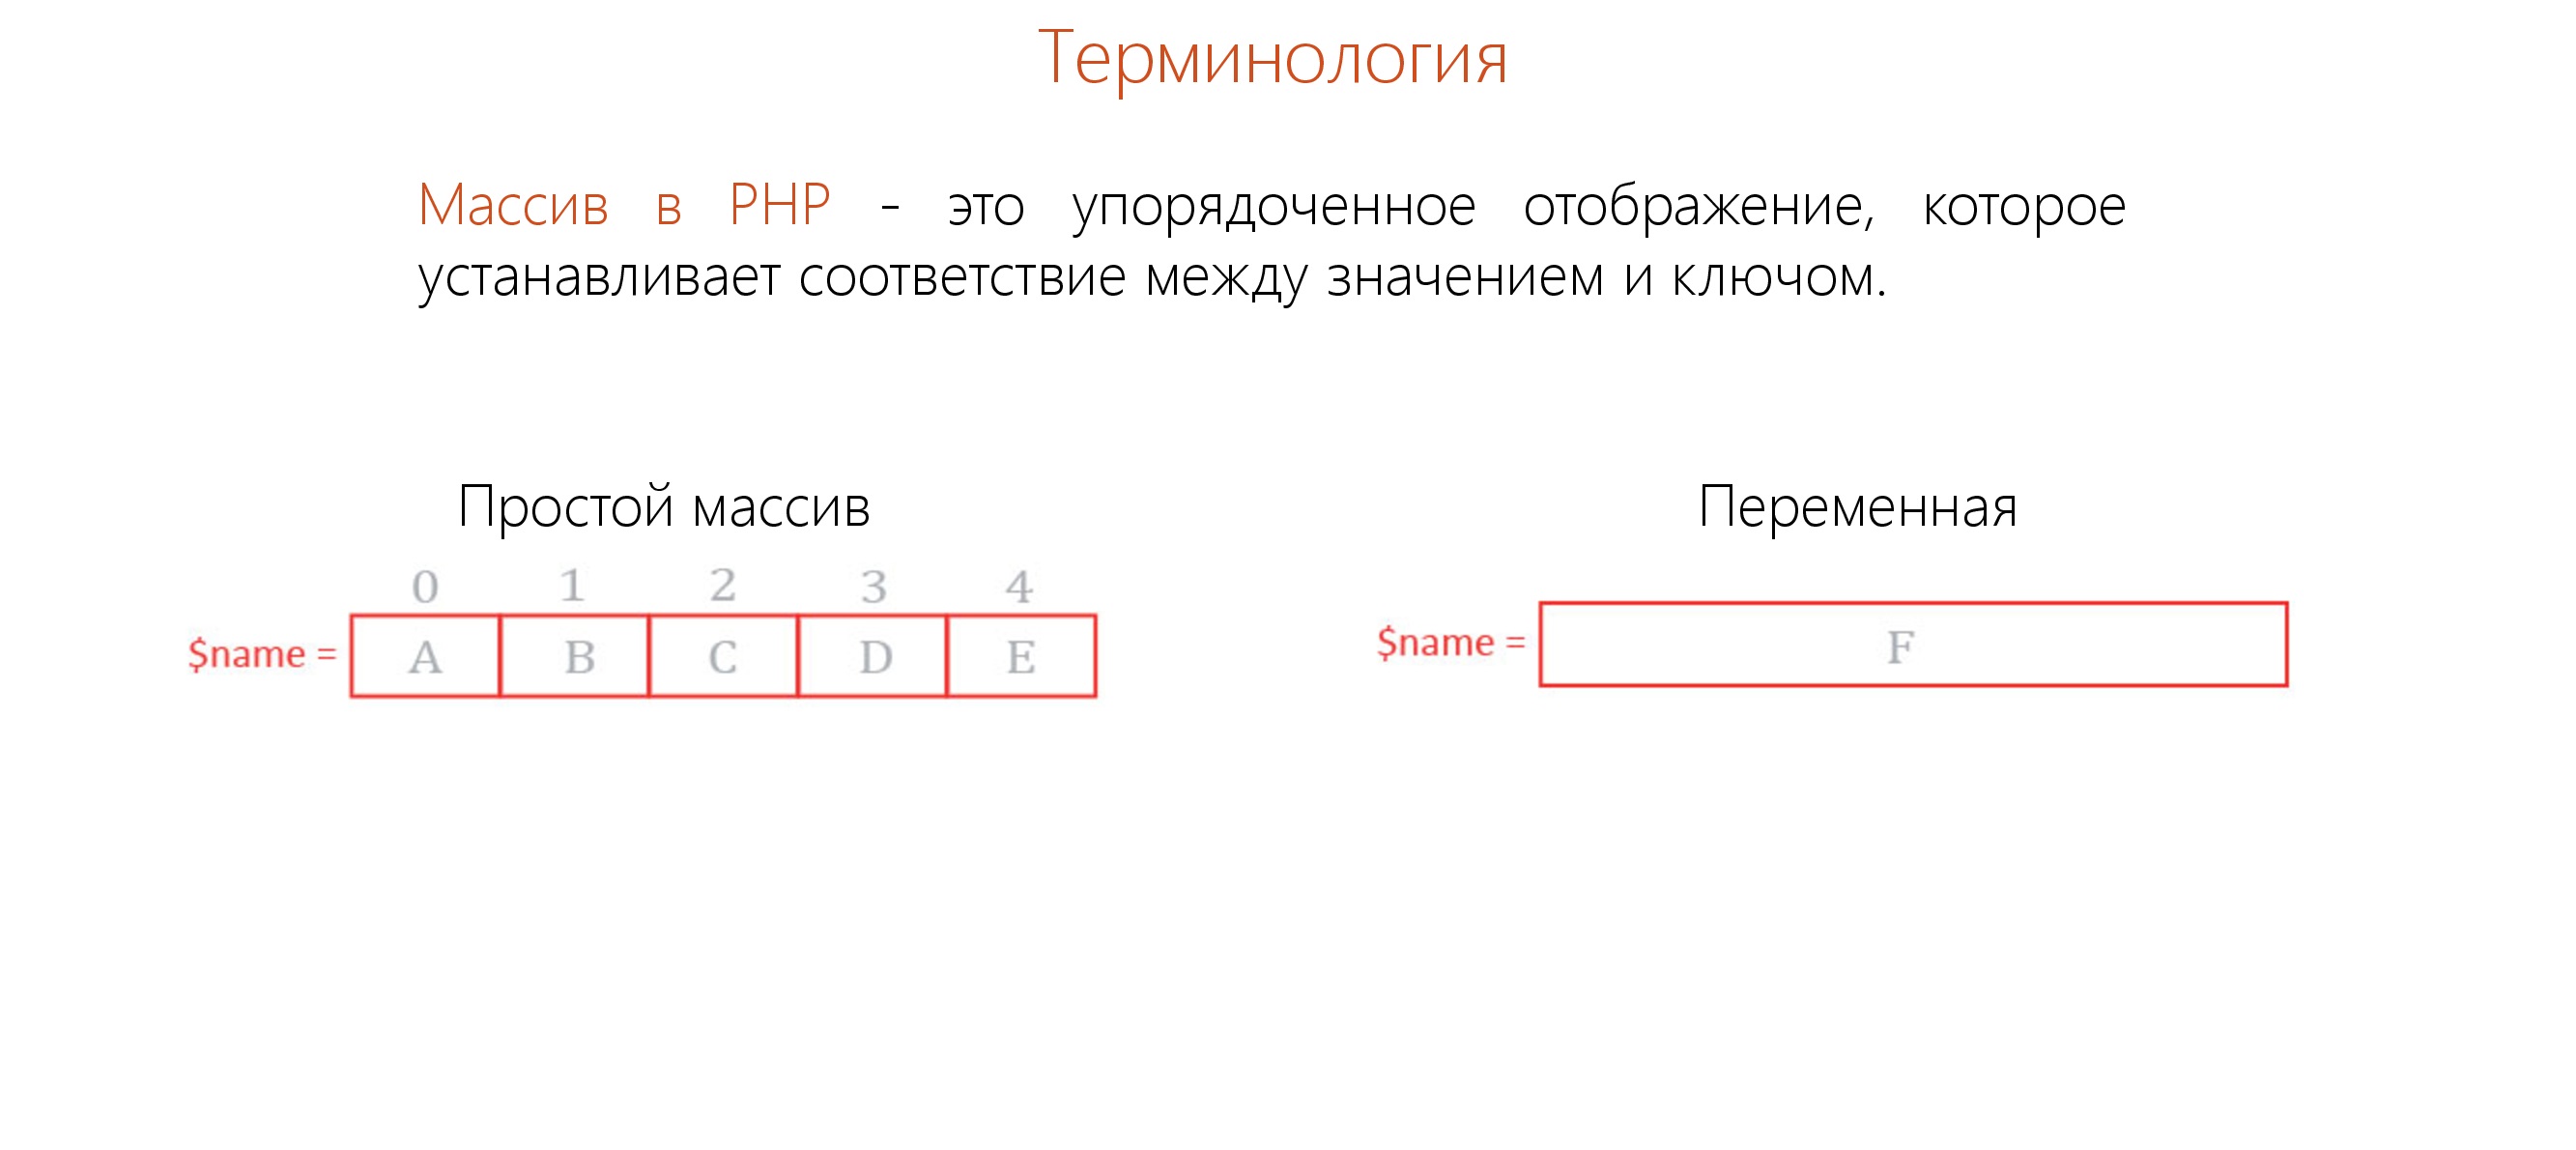 Терминология
Массив в PHP - это упорядоченное отображение, которое
устанавливает соответствие между значением и ключом.
Простой массив
0 1 2 3 4
$name = A B C D E
Переменная
$name = F